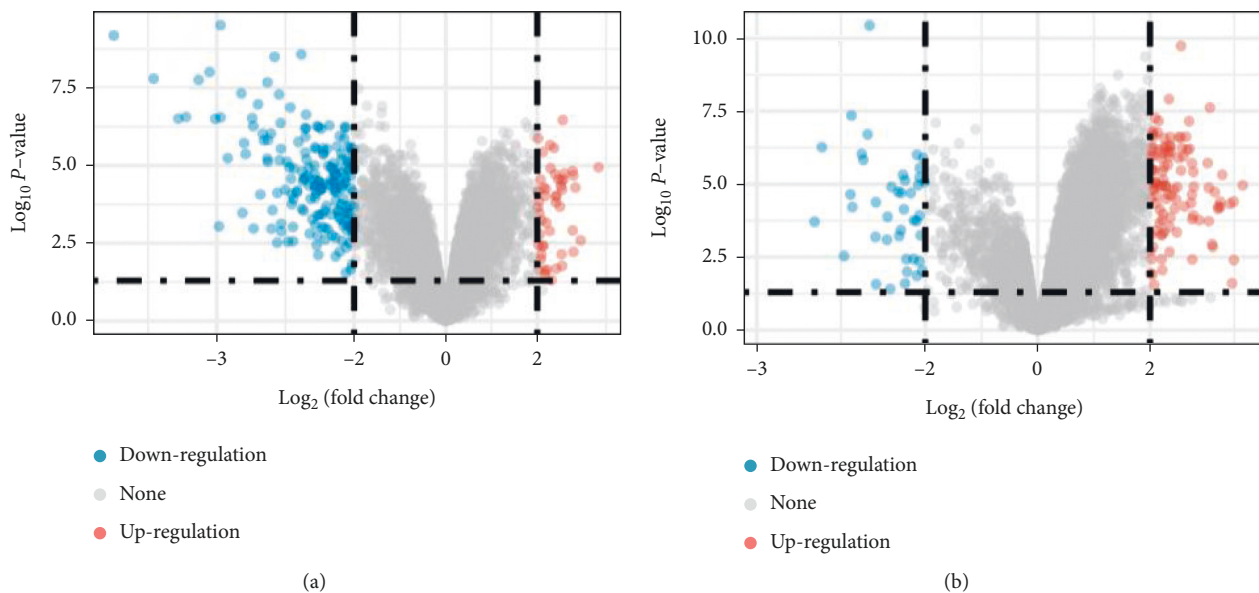 7.5
5.0
2.5
0.0
Log10 P–value
–3
–2
0
2
Log2 (fold change)
Down-regulation
None
Up-regulation
(a)
10.0
7.5
5.0
2.5
0.0
Log10 P–value
–3
–2
0
2
Log2 (fold change)
Down-regulation
None
Up-regulation
(b)